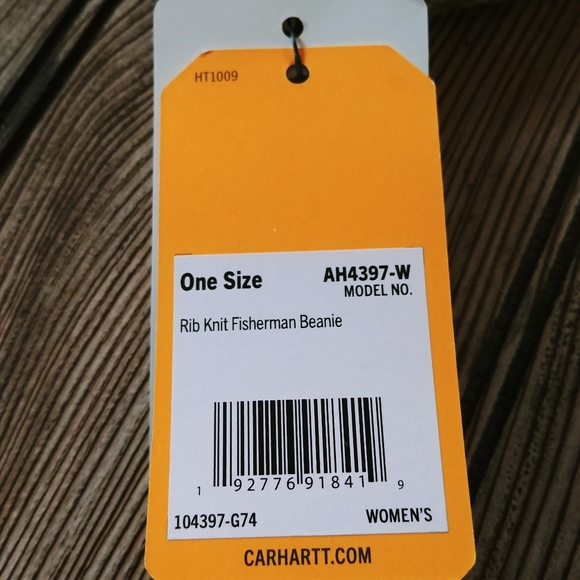 HT1009
One Size
AH4397-W
MODEL NO.
Rib Knit Fisherman Beanie
1 92776 91841 9
104397-G74
WOMEN'S
CARHARTT.COM